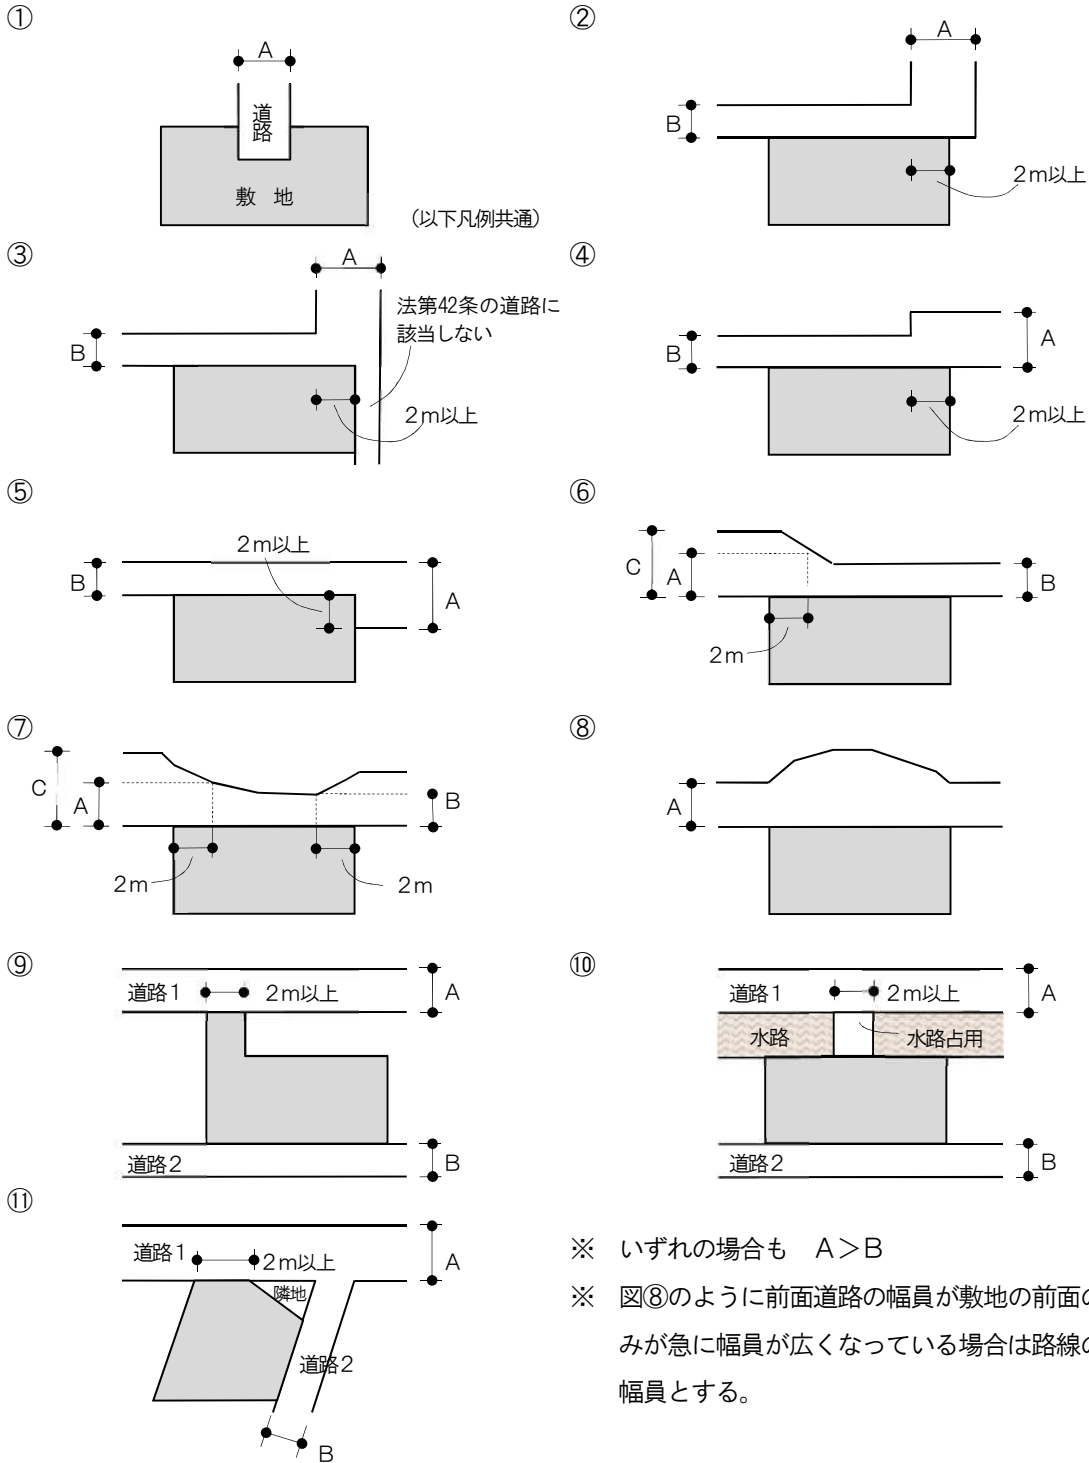 ①
A
道路
敷 地
（以下凡例共通）
②
A
B
2m以上
③
A
B
法第42条の道路に
該当しない
2m以上
④
A
B
2m以上
⑤
2m以上
B
A
⑥
C
A
B
2m
⑦
C
A
B
2m
2m
⑧
A
⑨
道路1
2m以上
A
道路2
B
⑩
道路1
2m以上
A
水路
水路占用
道路2
B
⑪
道路1
2m以上
A
隣地
道路2
B
※ いずれの場合も A＞B
※ 図⑧のように前面道路の幅員が敷地の前面の
みが急に幅員が広くなっている場合は路線の
幅員とする。